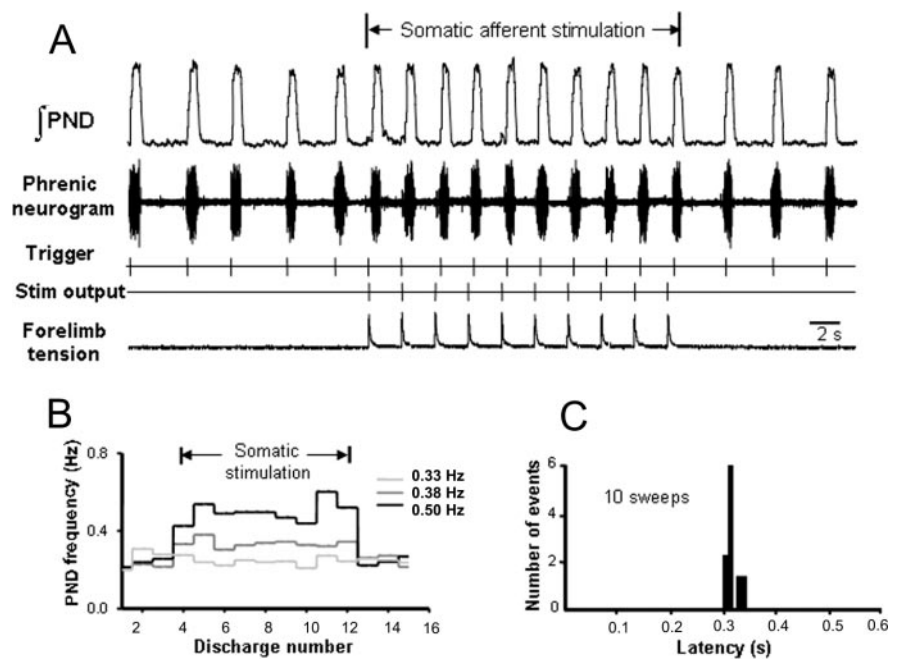 A
Somatic afferent stimulation
∫PND
Phrenic
neurogram
Trigger
Stim output
Forelimb
tension
2 s
B
PND frequency (Hz)
0.8
0.4
0.0
Somatic
stimulation
0.33 Hz
0.38 Hz
0.50 Hz
2 4 6 8 10 12 14 16
Discharge number
C
Number of events
6
4
2
0
10 sweeps
0.1 0.2 0.3 0.4 0.5 0.6
Latency (s)